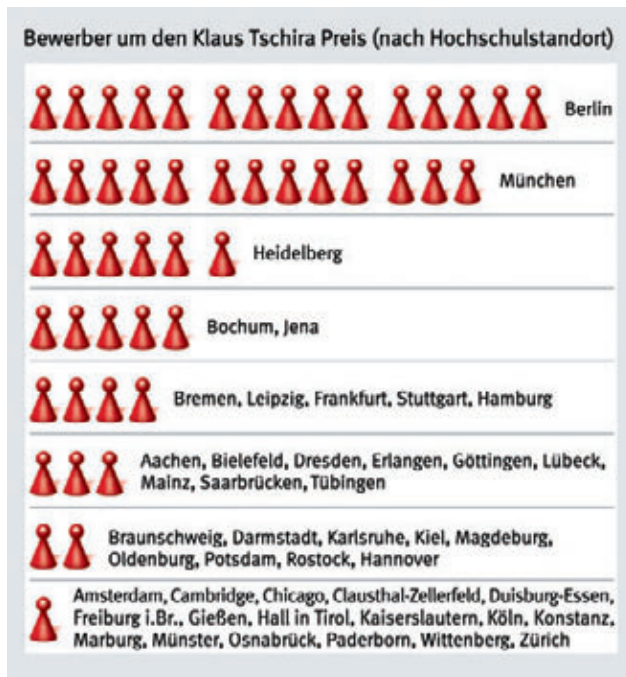 Bewerber um den Klaus Tschira Preis (nach Hochschulstandort)
Berlin
München
Heidelberg
Bochum, Jena
Bremen, Leipzig, Frankfurt, Stuttgart, Hamburg
Aachen, Bielefeld, Dresden, Erlangen, Göttingen, Lübeck,
Mainz, Saarbrücken, Tübingen
Braunschweig, Darmstadt, Karlsruhe, Kiel, Magdeburg,
Oldenburg, Potsdam, Rostock, Hannover
Amsterdam, Cambridge, Chicago, Clausthal-Zellerfeld, Duisburg-Essen,
Freiburg i.Br., Gießen, Hall in Tirol, Kaiserslautern, Köln, Konstanz,
Marburg, Münster, Osnabrück, Paderborn, Wittenberg, Zürich